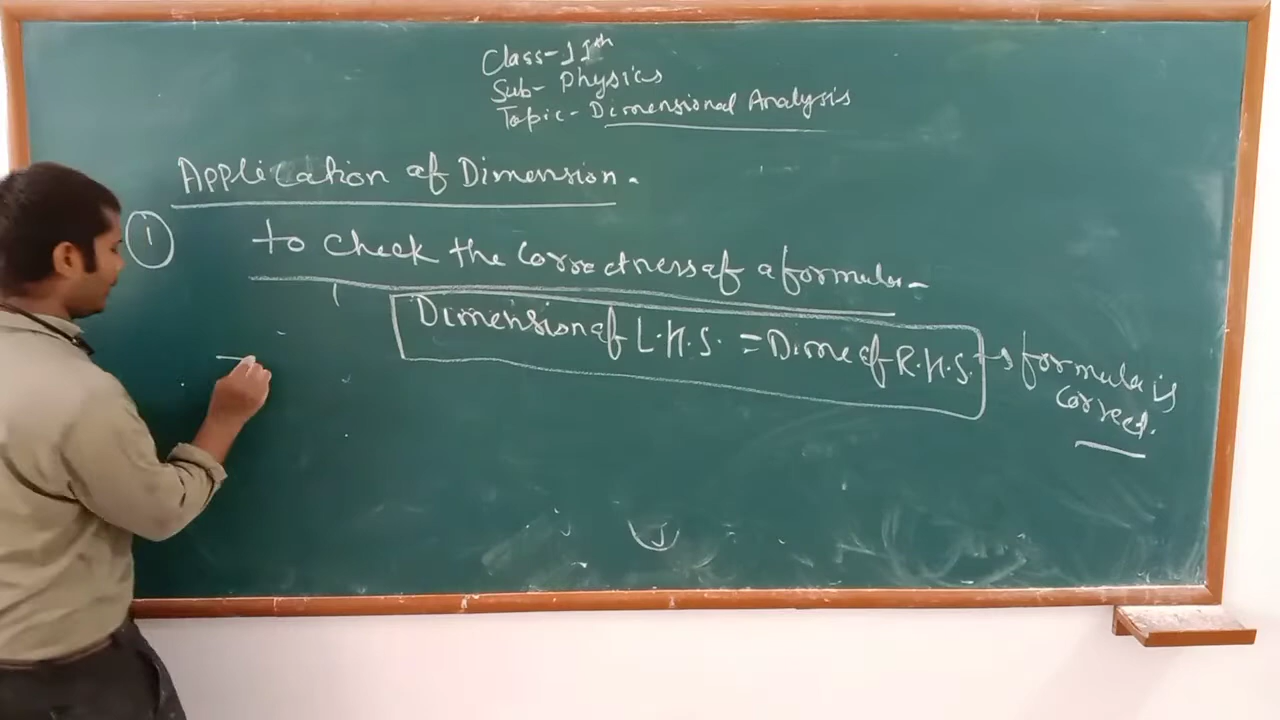 Class-11th
Sub- Physics
Topic- Dimensional Analysis
Application of Dimension.
① to check the correctness of a formula.
Dimension of L.H.S. = Dime of R.H.S. → formula is
correct.